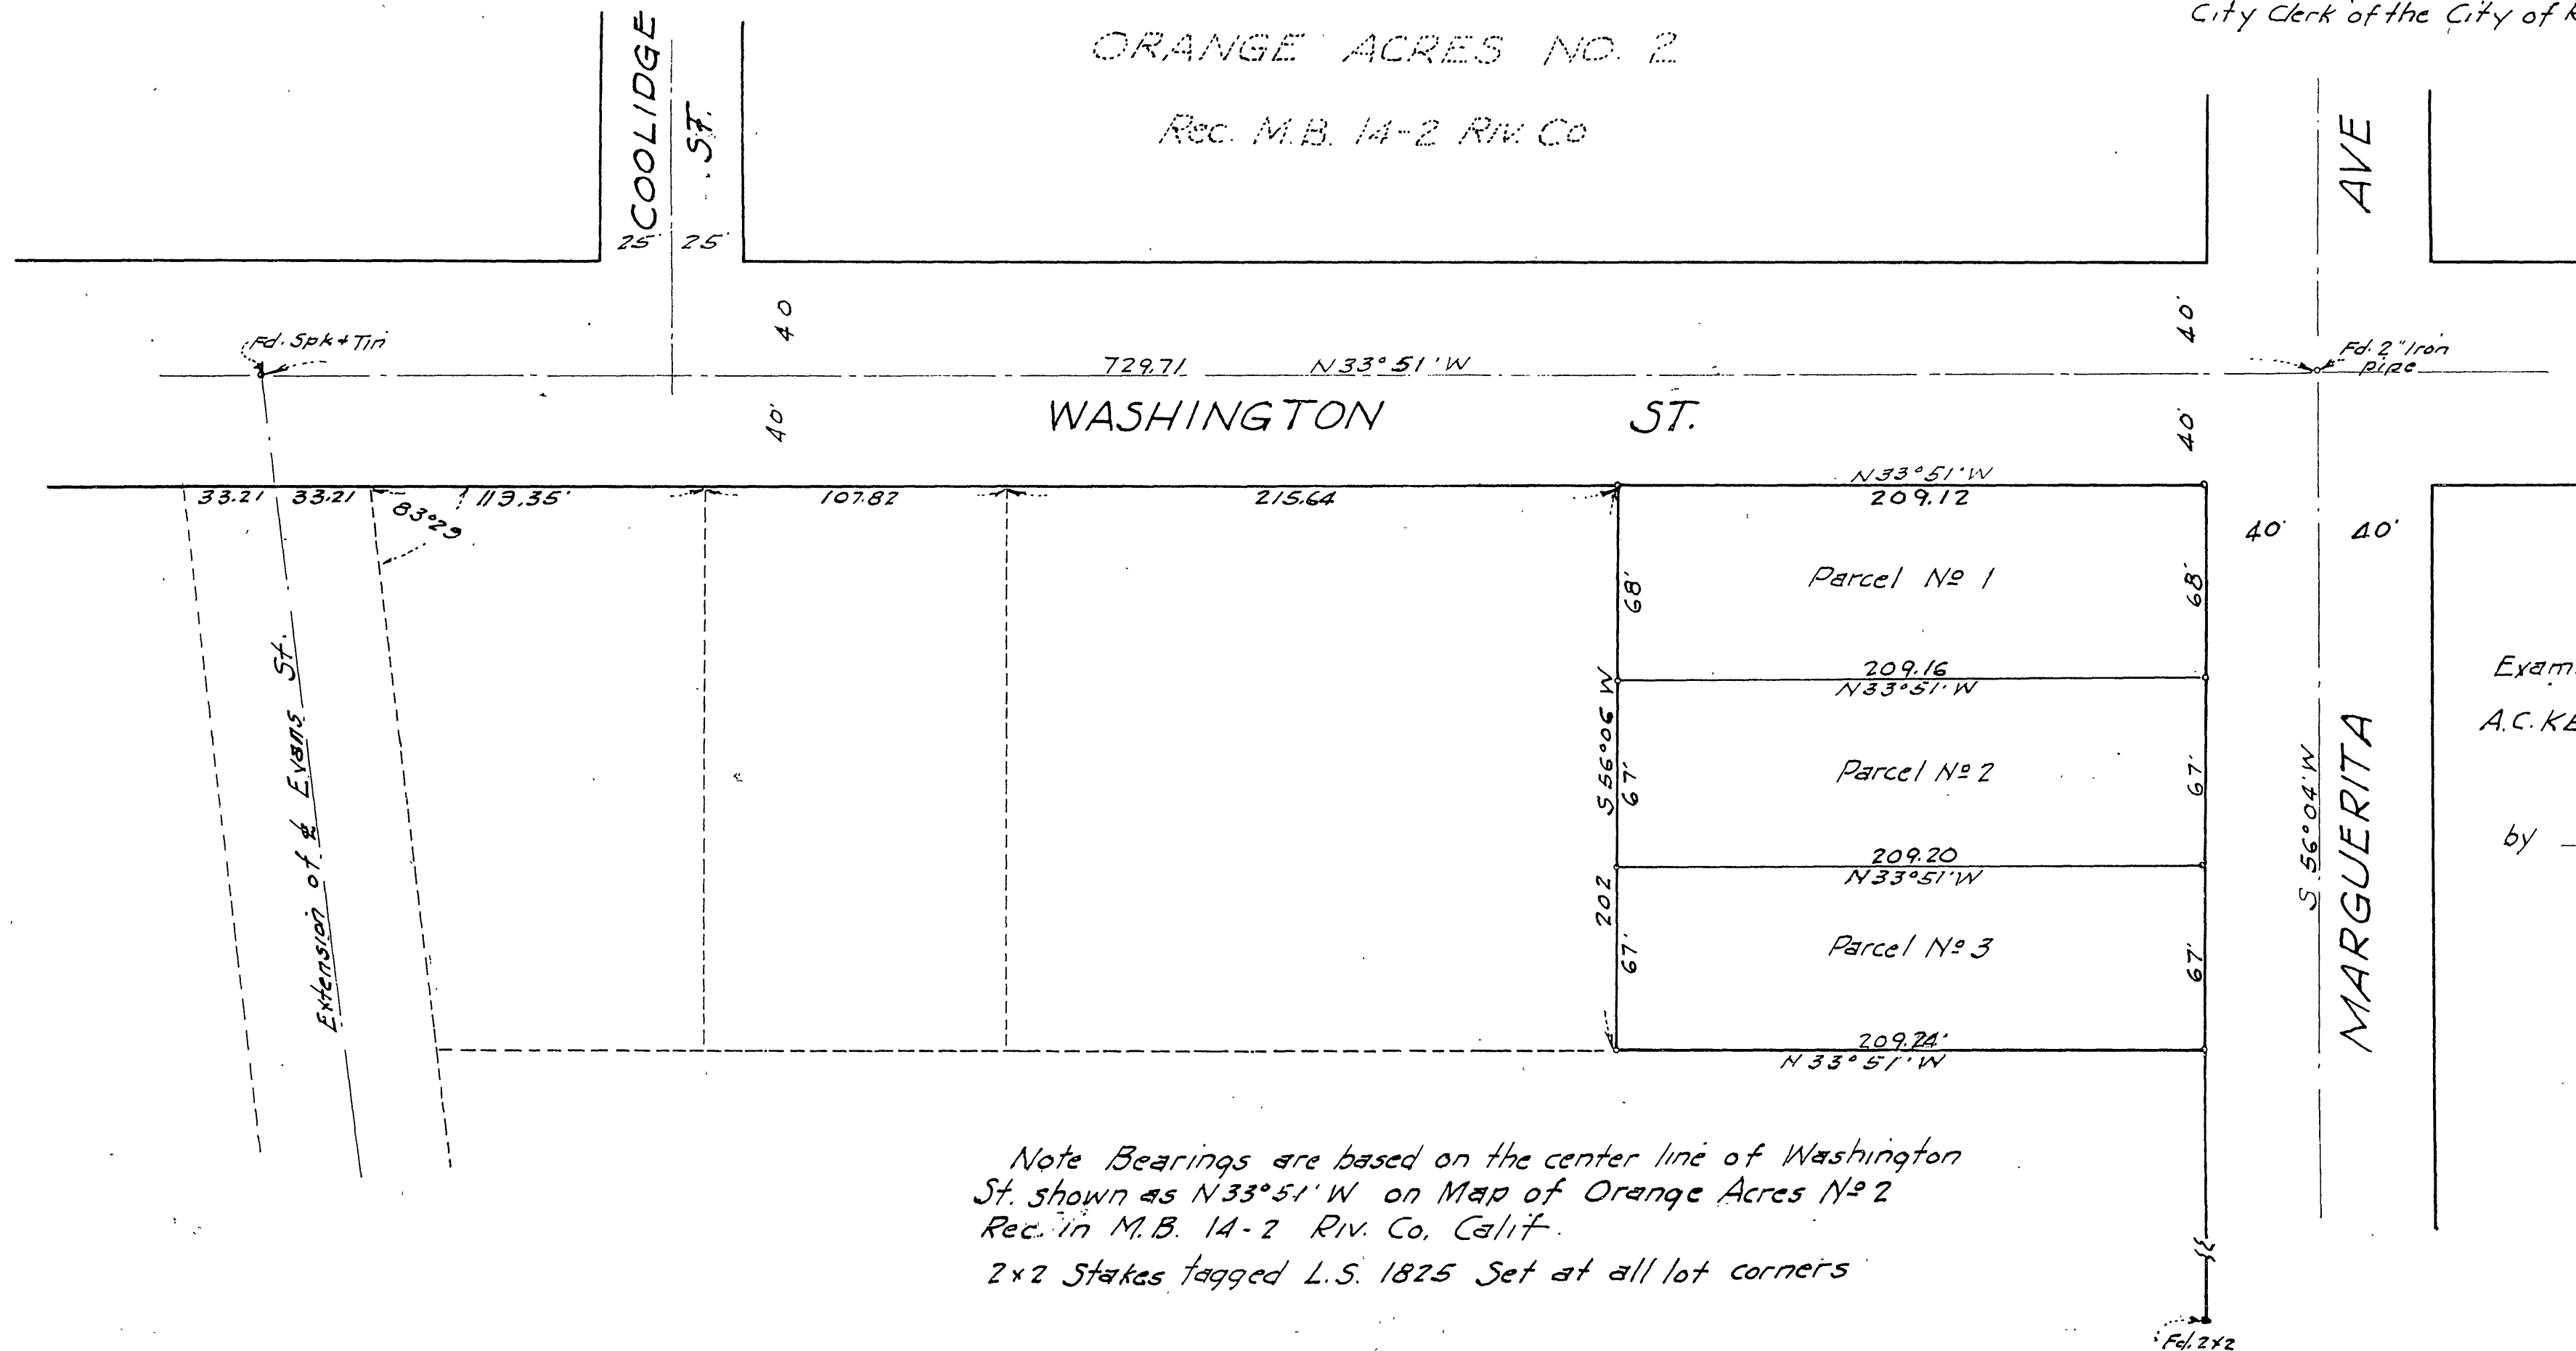 City Clerk of the City of
ORANGE ACRES NO. 2
Rec. M.B. 14-2 Riv. Co
COOLIDGE
ST.
25' 25'
AVE
40
40'
40'
40'
Fd. Spk + Tin
729.71 N33°51'W
Fd. 2" Iron
pipe
WASHINGTON ST.
33.21 33.21 119.35' 107.82 215.64
83°29
N33°51'W
209.12
40' 40'
Parcel Nº 1
68'
68'
209.16
N33°51'W
S 56°06 W
202
Parcel Nº 2
67'
67'
209.20
N33°51'W
Parcel Nº 3
67'
67'
209.24'
N33°51'W
Extension of ℄ Evans St.
S 56°04'W
MARGUERITA
Exam.
A.C. KE
by
Note Bearings are based on the center line of Washington
St. shown as N33°51'W on Map of Orange Acres Nº 2
Rec. in M.B. 14-2 Riv. Co, Calif.
2x2 Stakes tagged L.S. 1825 Set at all lot corners
Fd. 2x2